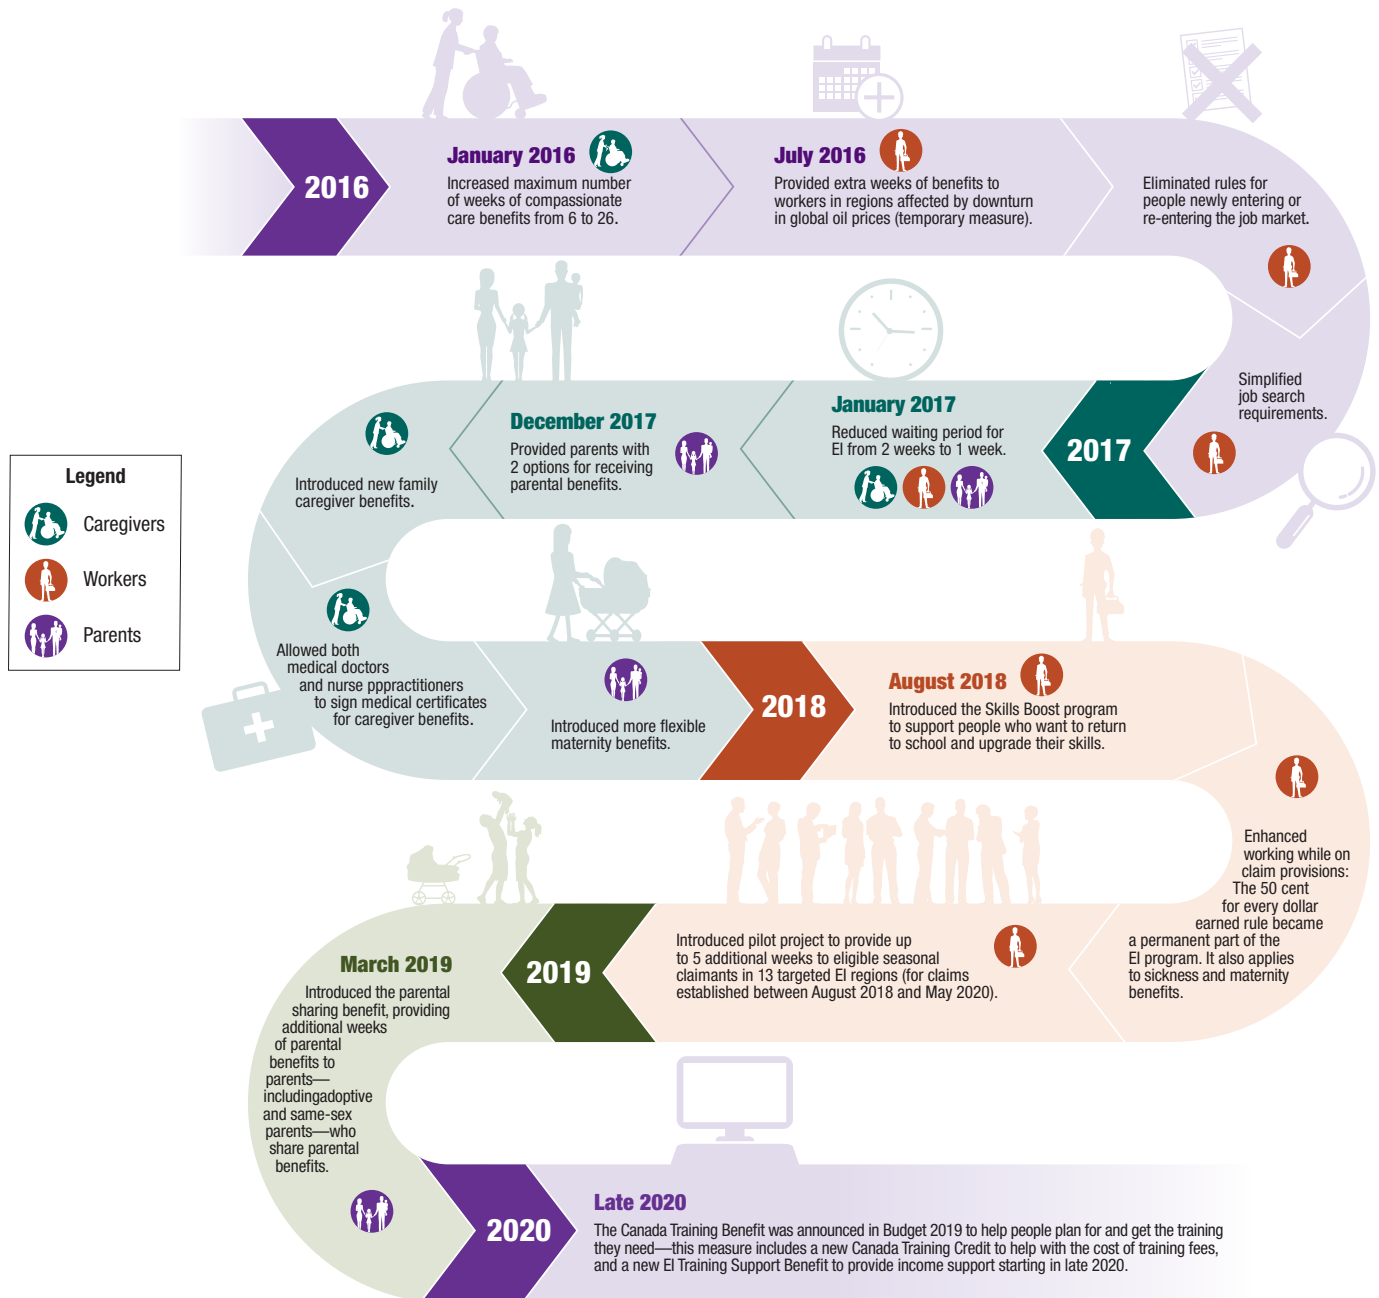 2016
January 2016
Increased maximum number
of weeks of compassionate
care benefits from 6 to 26.
July 2016
Provided extra weeks of benefits to
workers in regions affected by downturn
in global oil prices (temporary measure).
Eliminated rules for
people newly entering or
re-entering the job market.
Simplified
job search
requirements.
2017
January 2017
Reduced waiting period for
EI from 2 weeks to 1 week.
December 2017
Provided parents with
2 options for receiving
parental benefits.
Introduced new family
caregiver benefits.
Legend
Caregivers
Workers
Parents
Allowed both
medical doctors
and nurse pppractitioners
to sign medical certificates
for caregiver benefits.
Introduced more flexible
maternity benefits.
2018
August 2018
Introduced the Skills Boost program
to support people who want to return
to school and upgrade their skills.
Enhanced
working while on
claim provisions:
The 50 cent
for every dollar
earned rule became
a permanent part of the
EI program. It also applies
to sickness and maternity
benefits.
Introduced pilot project to provide up
to 5 additional weeks to eligible seasonal
claimants in 13 targeted EI regions (for claims
established between August 2018 and May 2020).
2019
March 2019
Introduced the parental
sharing benefit, providing
additional weeks
of parental
benefits to
parents—
includingadoptive
and same-sex
parents—who
share parental
benefits.
2020
Late 2020
The Canada Training Benefit was announced in Budget 2019 to help people plan for and get the training
they need—this measure includes a new Canada Training Credit to help with the cost of training fees,
and a new EI Training Support Benefit to provide income support starting in late 2020.